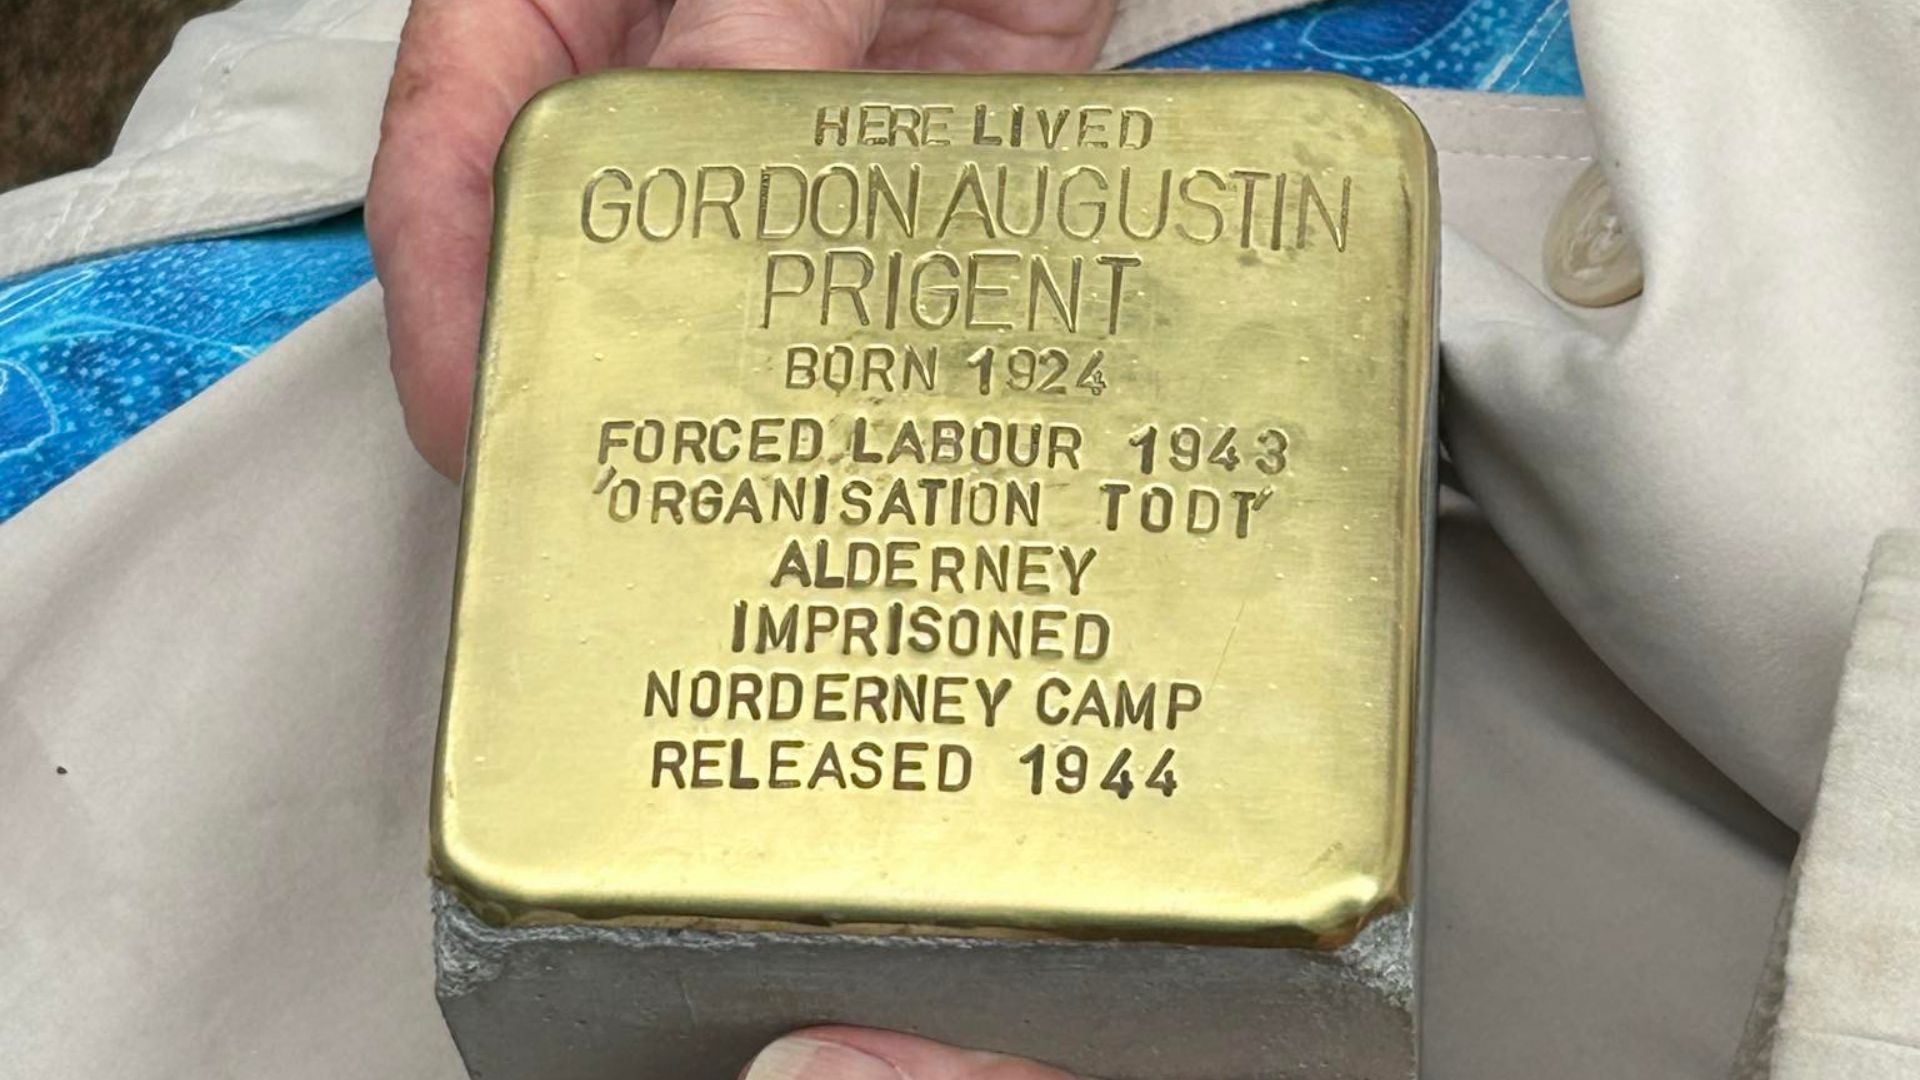 HERE LIVED
GORDON AUGUSTIN
PRIGENT
BORN 1924
FORCED LABOUR 1943
'ORGANISATION TODT'
ALDERNEY
IMPRISONED
NORDERNEY CAMP
RELEASED 1944